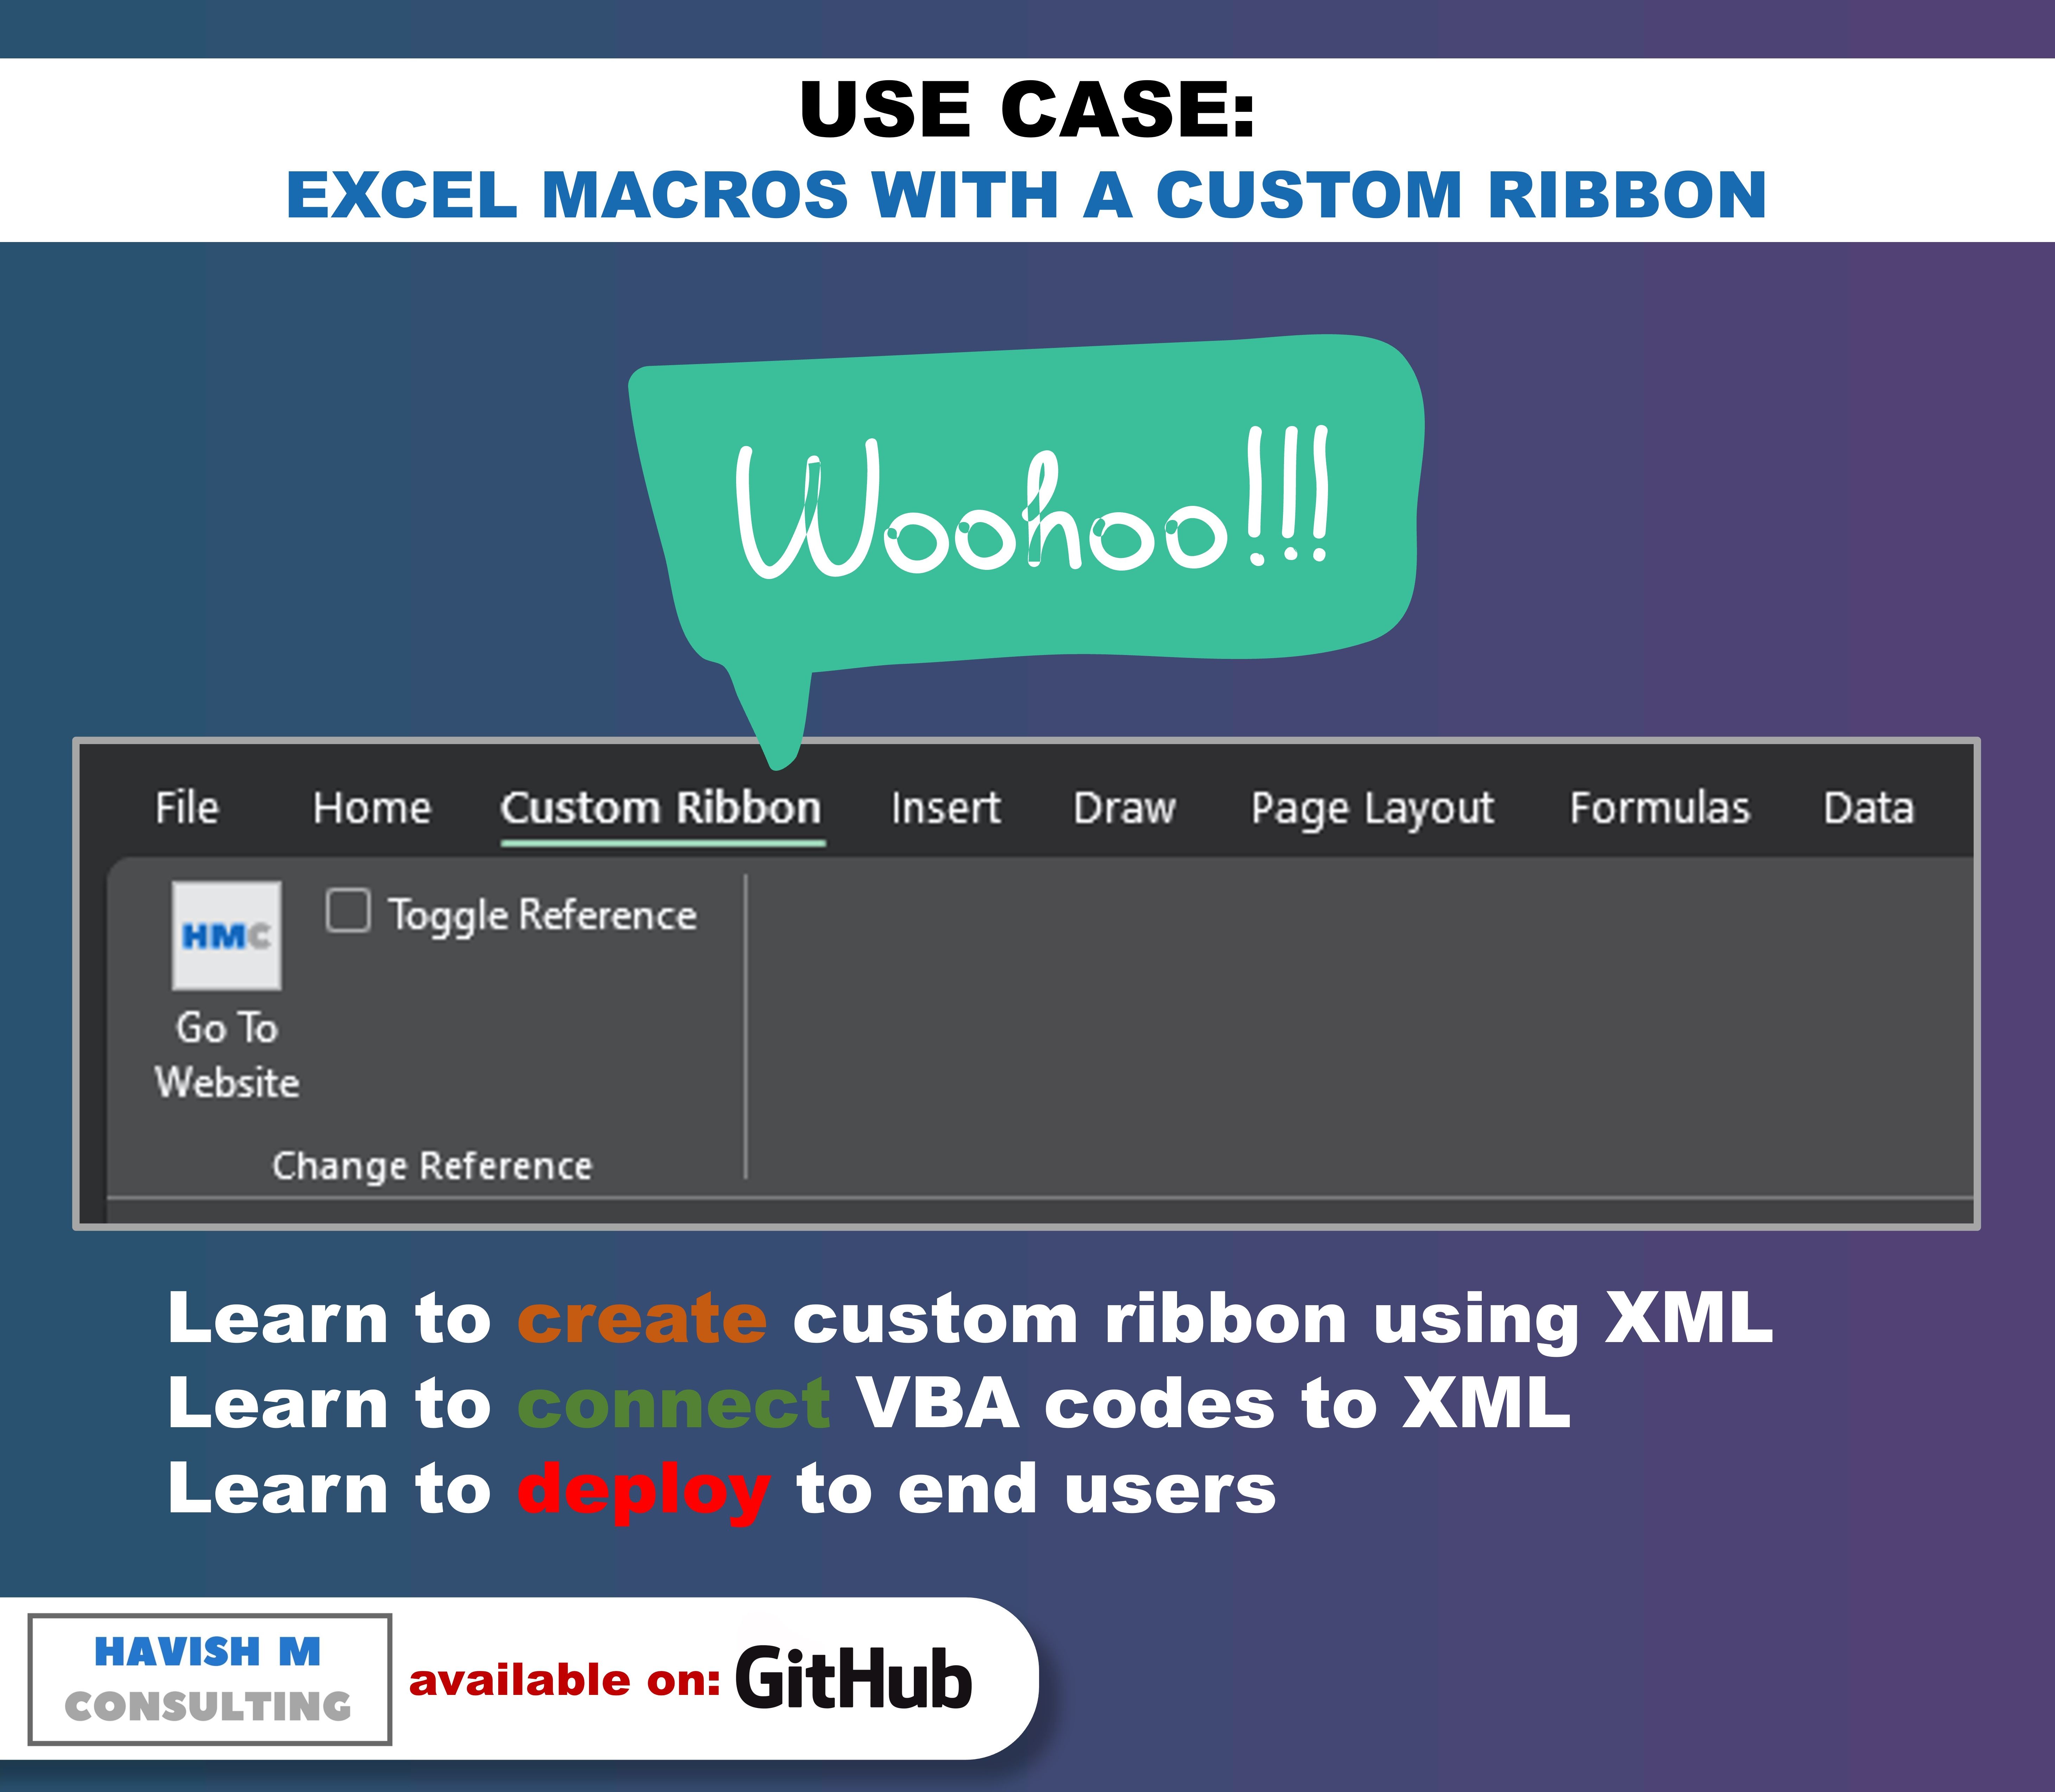 USE CASE:
EXCEL MACROS WITH A CUSTOM RIBBON
Woohoo!!!
File Home Custom Ribbon Insert Draw Page Layout Formulas Data
HMC
Toggle Reference
Go To
Website
Change Reference
Learn to create custom ribbon using XML
Learn to connect VBA codes to XML
Learn to deploy to end users
HAVISH M
CONSULTING
available on: GitHub